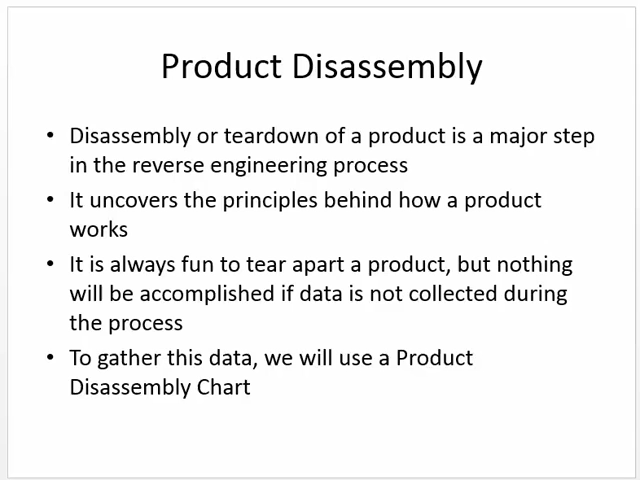 Product Disassembly
• Disassembly or teardown of a product is a major step
in the reverse engineering process
• It uncovers the principles behind how a product
works
• It is always fun to tear apart a product, but nothing
will be accomplished if data is not collected during
the process
• To gather this data, we will use a Product
Disassembly Chart